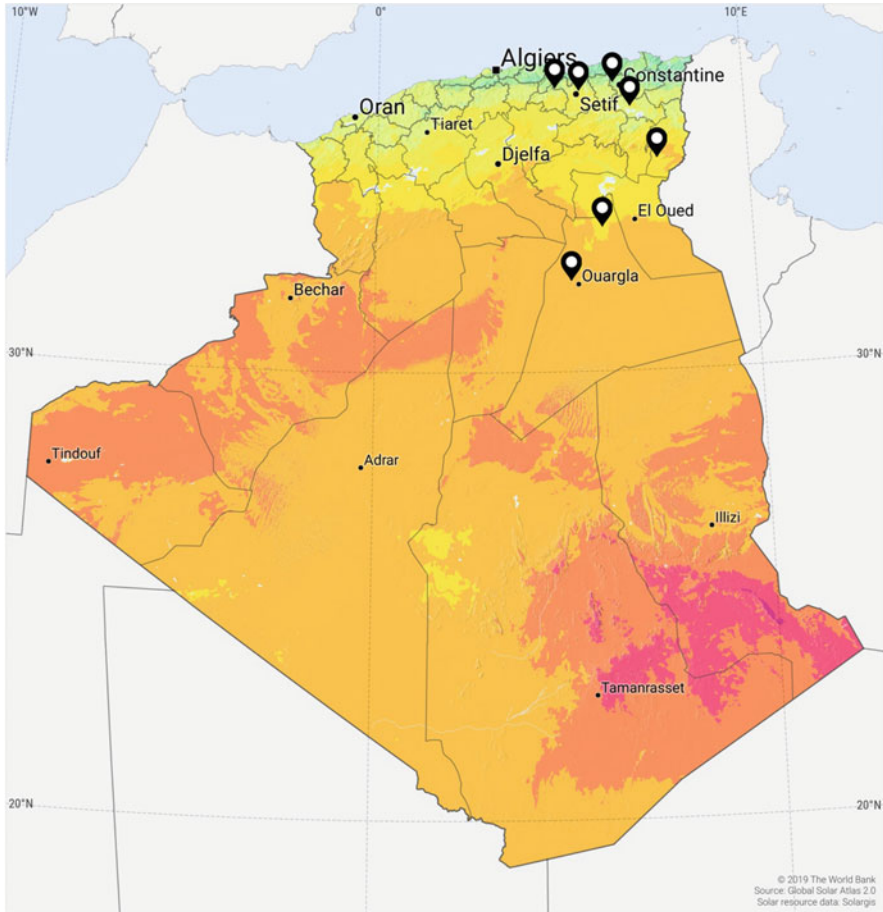 10°W
0°
10°E
Algiers
Constantine
Setif
Oran
Tiaret
Djelfa
El Oued
Ouargla
Bechar
30°N
30°N
Tindouf
Adrar
Illizi
Tamanrasset
20°N
20°N
© 2019 The World Bank
Source: Global Solar Atlas 2.0
Solar resource data: Solargis